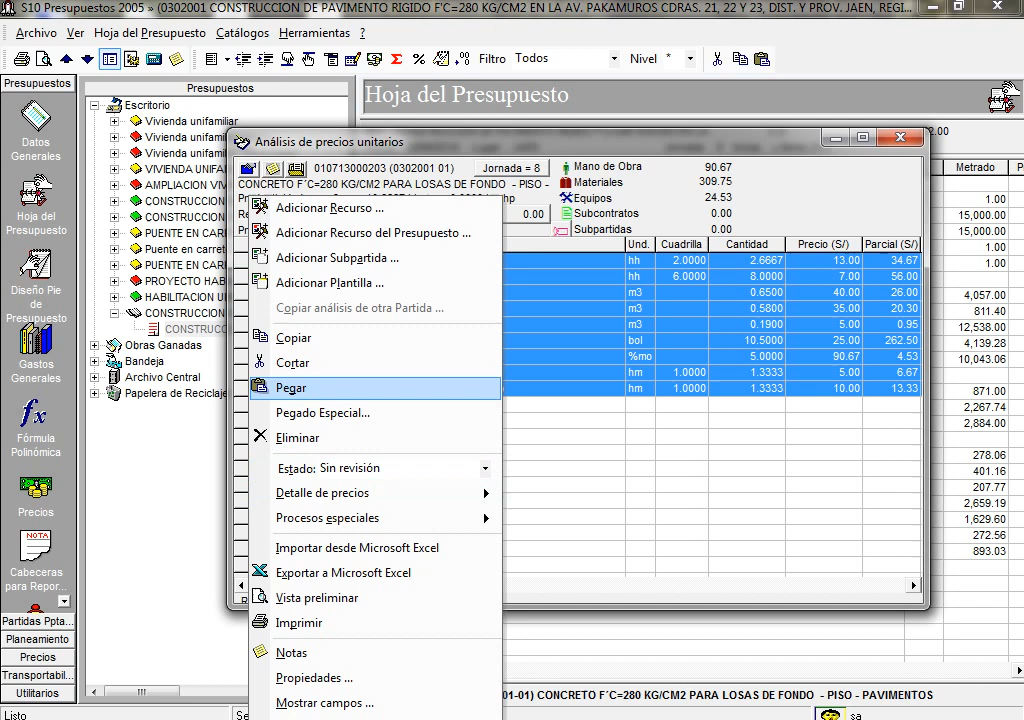 S10 Presupuestos 2005 » (0302001 CONSTRUCCION DE PAVIMENTO RIGIDO F'C=280 KG/CM2 EN LA AV. PAKAMUROS CDRAS. 21, 22 Y 23, DIST. Y PROV. JAEN, REGI...
Archivo Ver Hoja del Presupuesto Catálogos Herramientas ?
Filtro Todos Nivel *
Presupuestos
Datos
Generales
Hoja del
Presupuesto
Diseño Pie
de
Presupuesto
Gastos
Generales
Fórmula
Polinómica
Precios
NOTA
Cabeceras
para Repor...
Partidas Ppta...
Planeamiento
Precios
Transportabil...
Utilitarios
Presupuestos
Escritorio
Vivienda unifamiliar
Vivienda unifamil
Vivienda unifamil
VIVIENDA UNIFA
AMPLIACION VIV
CONSTRUCCION
CONSTRUCCION
PUENTE EN CARR
Puente en carret
PUENTE EN CARR
PROYECTO HAB
HABILITACION U
CONSTRUCCION
CONSTRUCC
Obras Ganadas
Bandeja
Archivo Central
Papelera de Reciclaje
Hoja del Presupuesto
2.00
Metrado
1.00
15,000.00
15,000.00
1.00
1.00
4,057.00
811.40
12,538.00
4,139.28
10,043.06
871.00
2,267.74
2,884.00
278.06
401.16
207.77
2,659.19
1,629.60
272.56
893.03
Análisis de precios unitarios
010713000203 (0302001 01) Jornada = 8
CONCRETO F´C=280 KG/CM2 PARA LOSAS DE FONDO - PISO -
hp
0.00
Mano de Obra 90.67
Materiales 309.75
Equipos 24.53
Subcontratos 0.00
Subpartidas 0.00
Und. Cuadrilla Cantidad Precio (S/) Parcial (S/)
hh 2.0000 2.6667 13.00 34.67
hh 6.0000 8.0000 7.00 56.00
m3 0.6500 40.00 26.00
m3 0.5800 35.00 20.30
m3 0.1900 5.00 0.95
bol 10.5000 25.00 262.50
%mo 5.0000 90.67 4.53
hm 1.0000 1.3333 5.00 6.67
hm 1.0000 1.3333 10.00 13.33
Adicionar Recurso ...
Adicionar Recurso del Presupuesto ...
Adicionar Subpartida ...
Adicionar Plantilla ...
Copiar análisis de otra Partida ...
Copiar
Cortar
Pegar
Pegado Especial...
Eliminar
Estado: Sin revisión
Detalle de precios
Procesos especiales
Importar desde Microsoft Excel
Exportar a Microsoft Excel
Vista preliminar
Imprimir
Notas
Propiedades ...
Mostrar campos ...
01-01) CONCRETO F´C=280 KG/CM2 PARA LOSAS DE FONDO - PISO - PAVIMENTOS
Listo
Se
sa